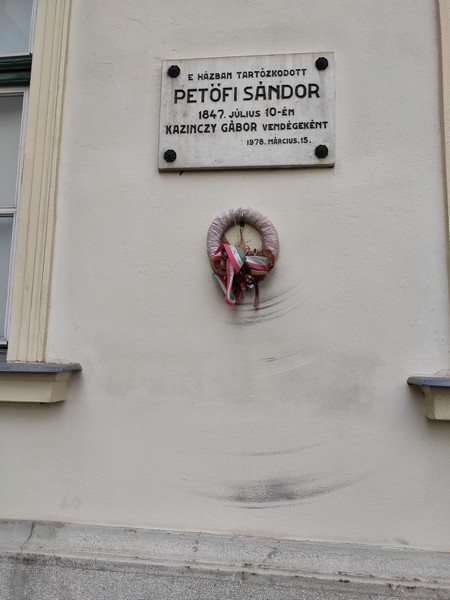 E HÁZBAN TARTÓZKODOTT
PETŐFI SÁNDOR
1847. JÚLIUS 10-ÉN
KAZINCZY GÁBOR VENDÉGEKÉNT
1978. MÁRCIUS. 15.